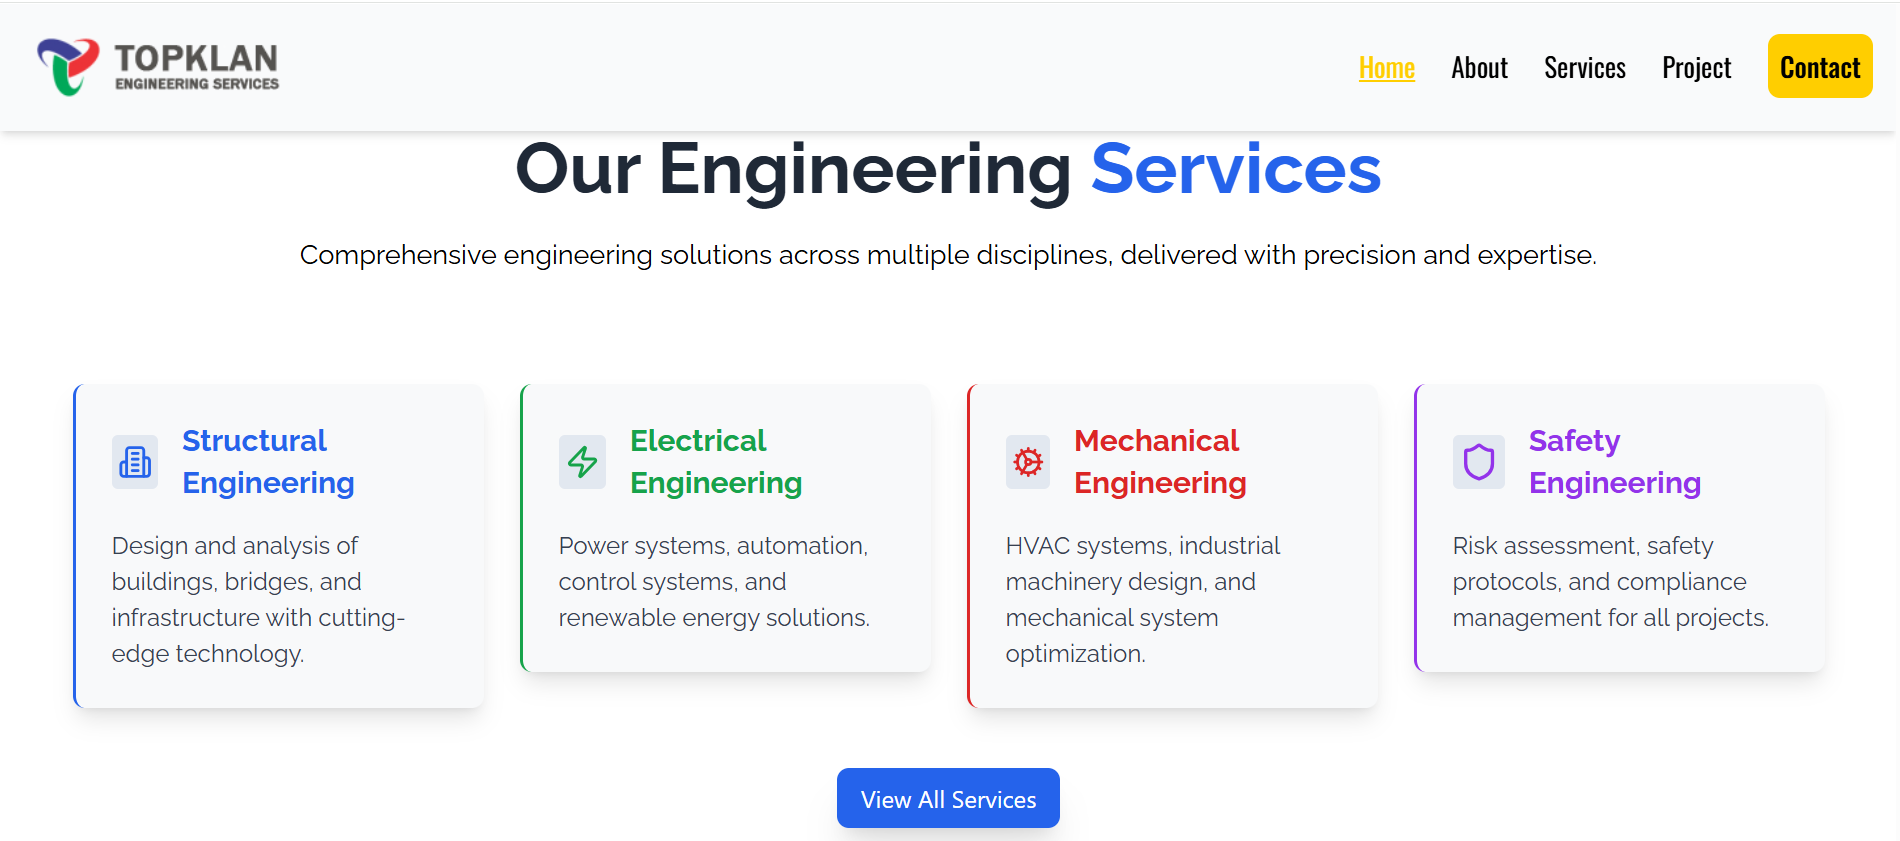 TOPKLAN
ENGINEERING SERVICES
Home About Services Project Contact
Our Engineering Services
Comprehensive engineering solutions across multiple disciplines, delivered with precision and expertise.
Structural
Engineering
Design and analysis of
buildings, bridges, and
infrastructure with cutting-
edge technology.
Electrical
Engineering
Power systems, automation,
control systems, and
renewable energy solutions.
Mechanical
Engineering
HVAC systems, industrial
machinery design, and
mechanical system
optimization.
Safety
Engineering
Risk assessment, safety
protocols, and compliance
management for all projects.
View All Services